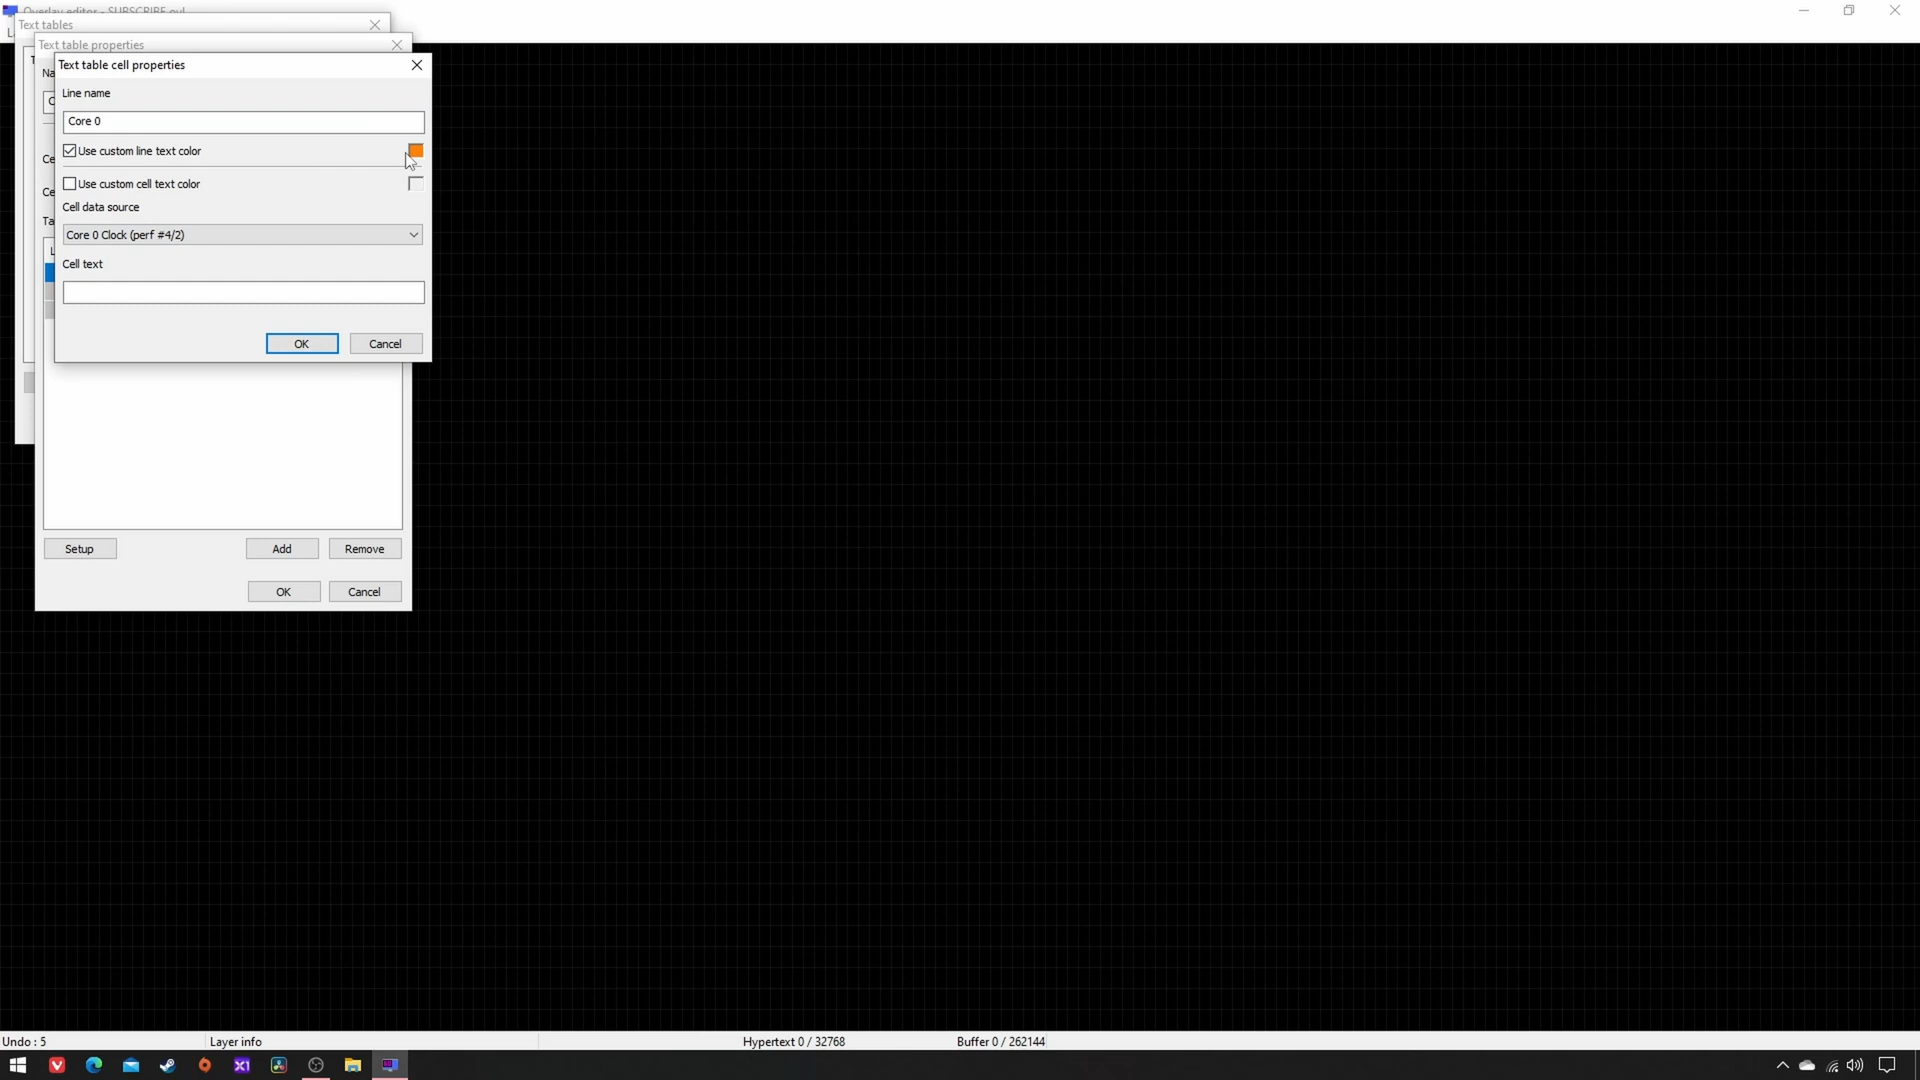 Overlay editor - SUBSCRIBE.ovl
Text tables
Text table properties
Text table cell properties
Line name
Core 0
Use custom line text color
Use custom cell text color
Cell data source
Core 0 Clock (perf #4/2)
Cell text
OK
Cancel
Setup
Add
Remove
OK
Cancel
Undo : 5
Layer info
Hypertext 0 / 32768
Buffer 0 / 262144
X1